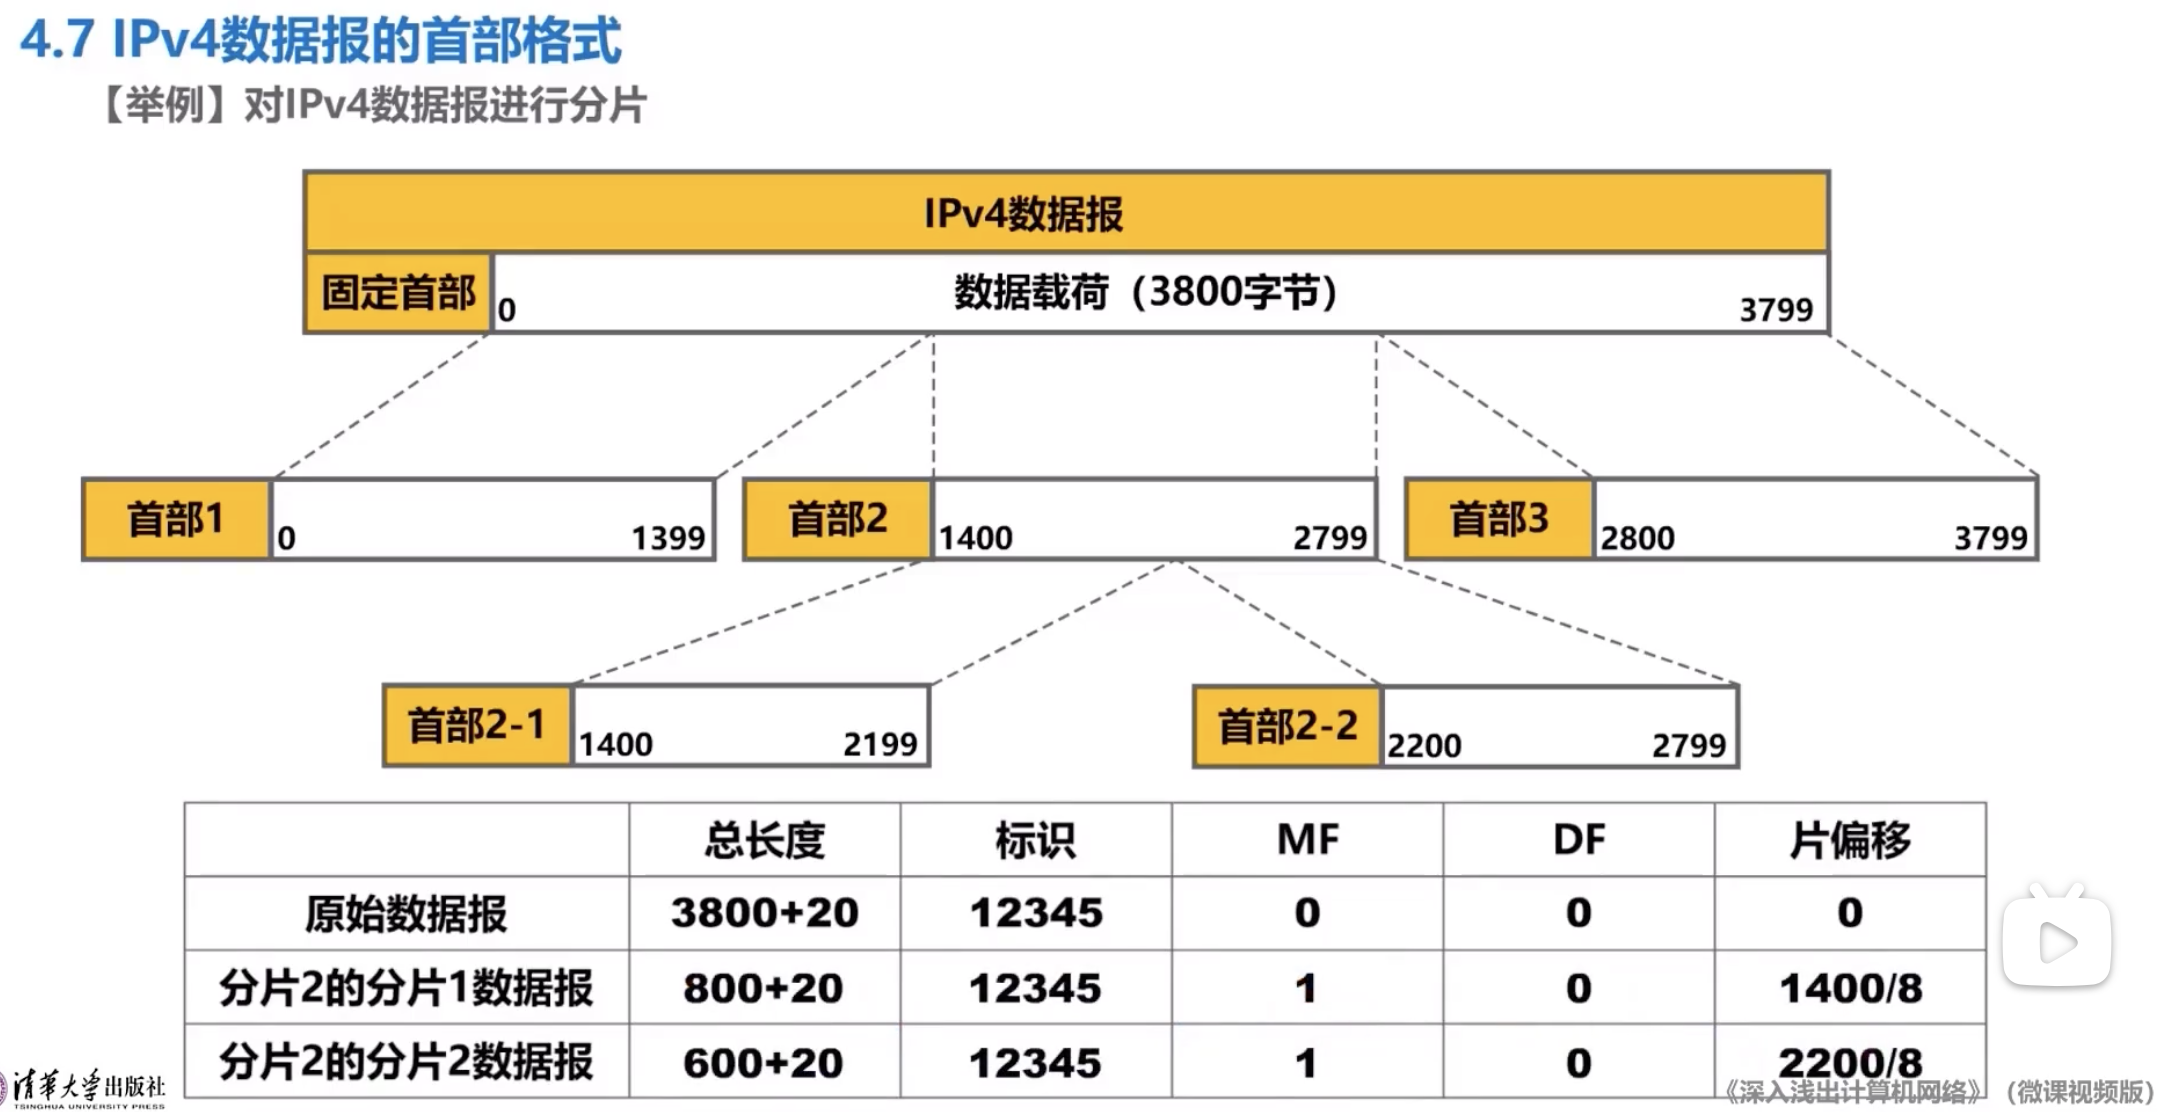 4.7 IPv4数据报的首部格式
【举例】对IPv4数据报进行分片
IPv4数据报
固定首部 0 数据载荷（3800字节） 3799
首部1 0 1399 首部2 1400 2799 首部3 2800 3799
首部2-1 1400 2199 首部2-2 2200 2799
总长度 标识 MF DF 片偏移
原始数据报 3800+20 12345 0 0 0
分片2的分片1数据报 800+20 12345 1 0 1400/8
分片2的分片2数据报 600+20 12345 1 0 2200/8
清华大学出版社
TSINGHUA UNIVERSITY PRESS
《深入浅出计算机网络》（微课视频版）